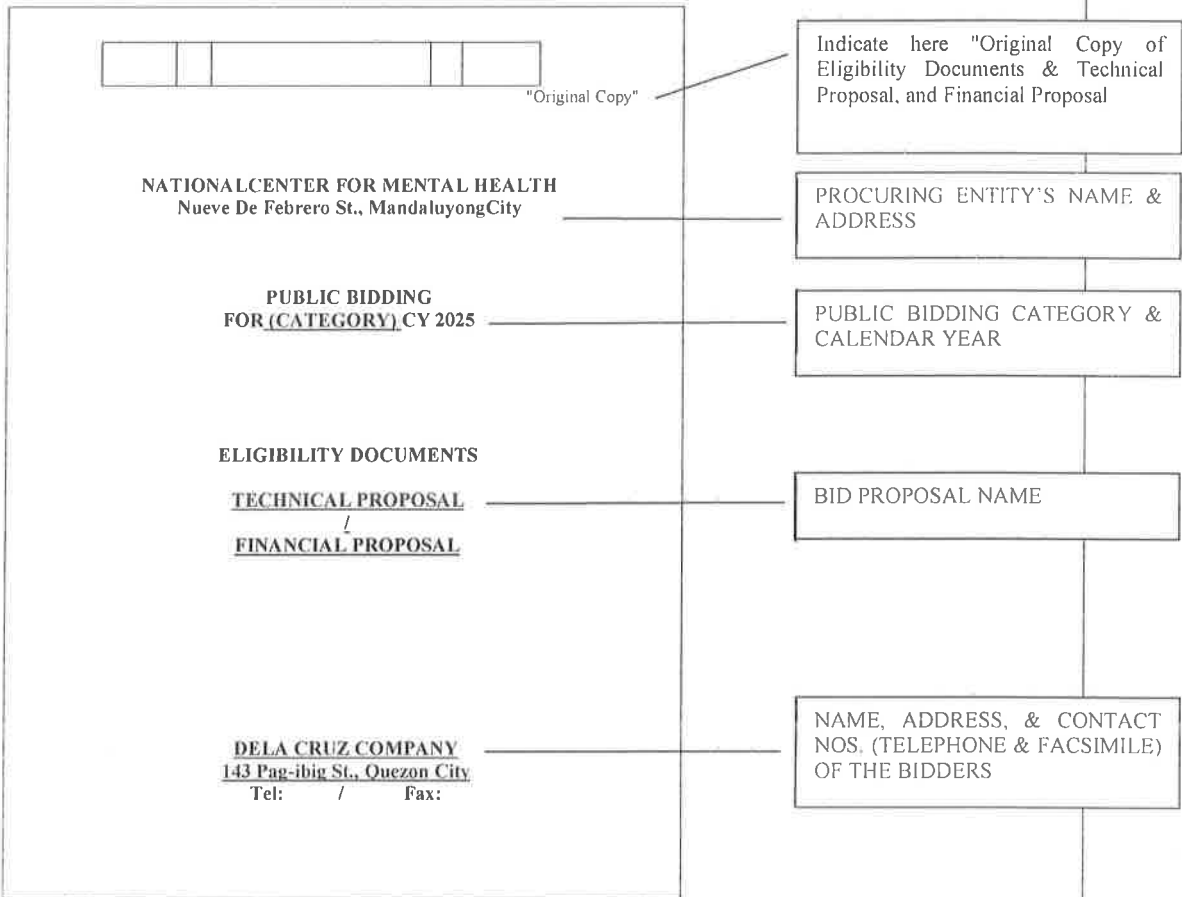 "Original Copy"
Indicate here "Original Copy of
Eligibility Documents & Technical
Proposal, and Financial Proposal
NATIONALCENTER FOR MENTAL HEALTH
Nueve De Febrero St., MandaluyongCity
PROCURING ENTITY'S NAME &
ADDRESS
PUBLIC BIDDING
FOR (CATEGORY) CY 2025
PUBLIC BIDDING CATEGORY &
CALENDAR YEAR
ELIGIBILITY DOCUMENTS
TECHNICAL PROPOSAL
/
FINANCIAL PROPOSAL
BID PROPOSAL NAME
DELA CRUZ COMPANY
143 Pag-ibig St., Quezon City
Tel: / Fax:
NAME, ADDRESS, & CONTACT
NOS. (TELEPHONE & FACSIMILE)
OF THE BIDDERS